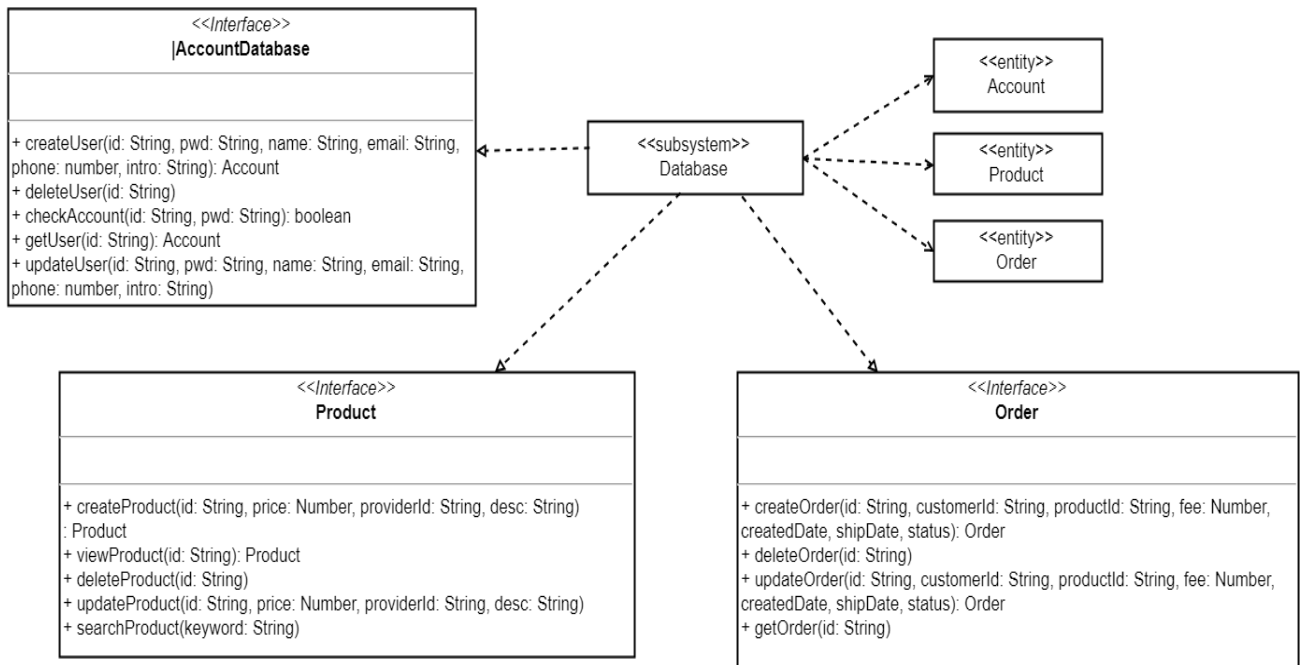 <<Interface>>
|AccountDatabase
+ createUser(id: String, pwd: String, name: String, email: String,
phone: number, intro: String): Account
+ deleteUser(id: String)
+ checkAccount(id: String, pwd: String): boolean
+ getUser(id: String): Account
+ updateUser(id: String, pwd: String, name: String, email: String,
phone: number, intro: String)
<<subsystem>>
Database
<<entity>>
Account
<<entity>>
Product
<<entity>>
Order
<<Interface>>
Product
+ createProduct(id: String, price: Number, providerId: String, desc: String)
: Product
+ viewProduct(id: String): Product
+ deleteProduct(id: String)
+ updateProduct(id: String, price: Number, providerId: String, desc: String)
+ searchProduct(keyword: String)
<<Interface>>
Order
+ createOrder(id: String, customerId: String, productId: String, fee: Number,
createdDate, shipDate, status): Order
+ deleteOrder(id: String)
+ updateOrder(id: String, customerId: String, productId: String, fee: Number,
createdDate, shipDate, status): Order
+ getOrder(id: String)